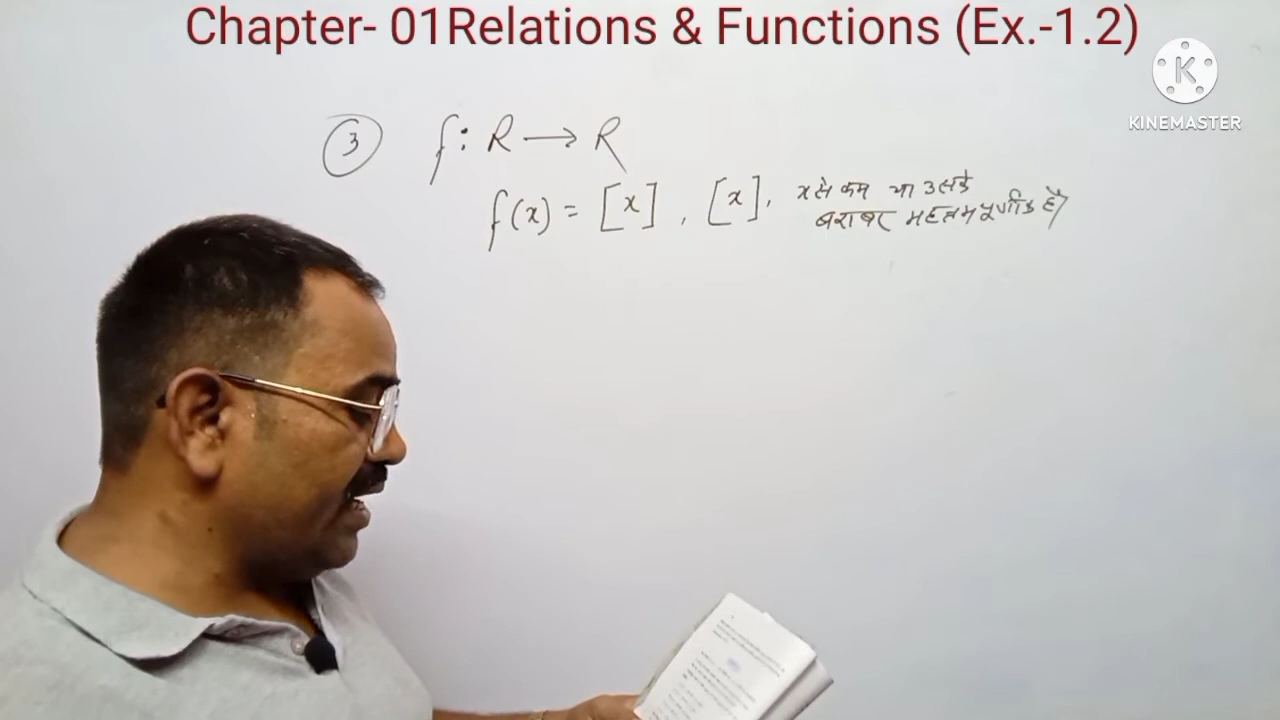 Chapter- 01Relations & Functions (Ex.-1.2)
KINEMASTER
③ f: R → R
f(x) = [x] , [x], x से कम या उसके
बराबर महत्तम पूर्णांक है